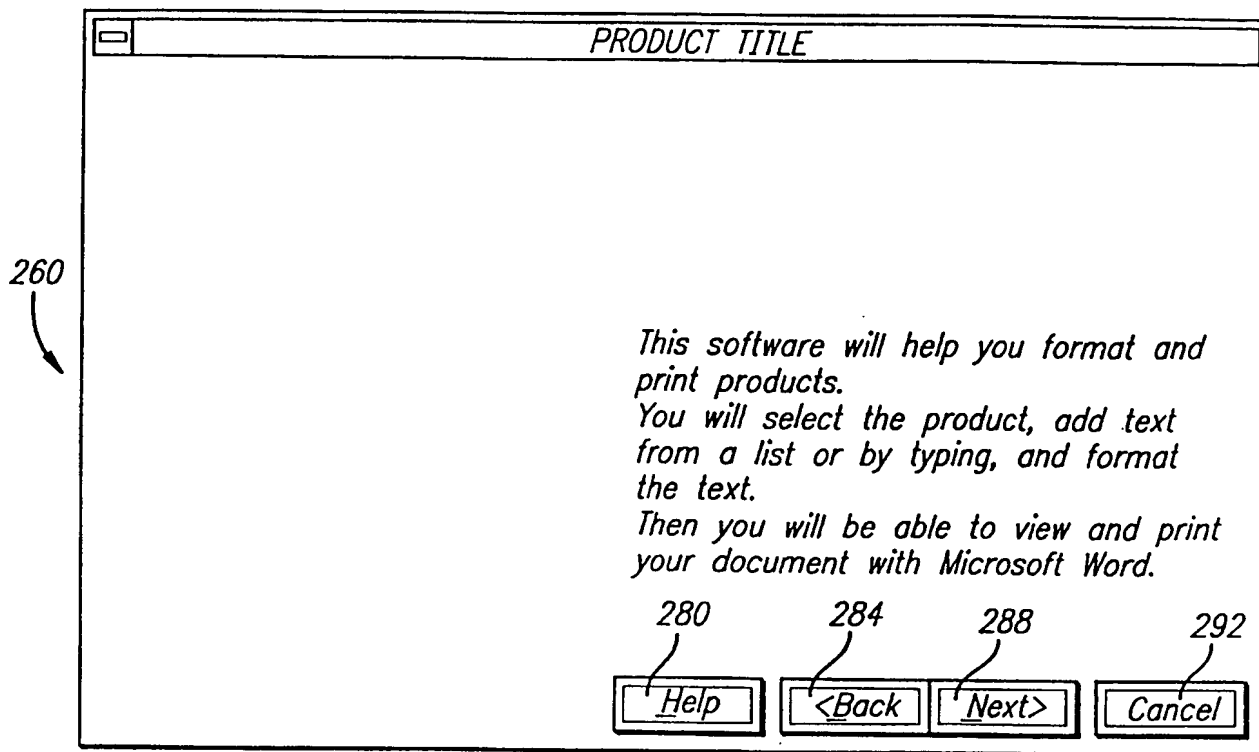 PRODUCT TITLE
260
This software will help you format and
print products.
You will select the product, add text
from a list or by typing, and format
the text.
Then you will be able to view and print
your document with Microsoft Word.
280 284 288 292
Help <Back Next> Cancel